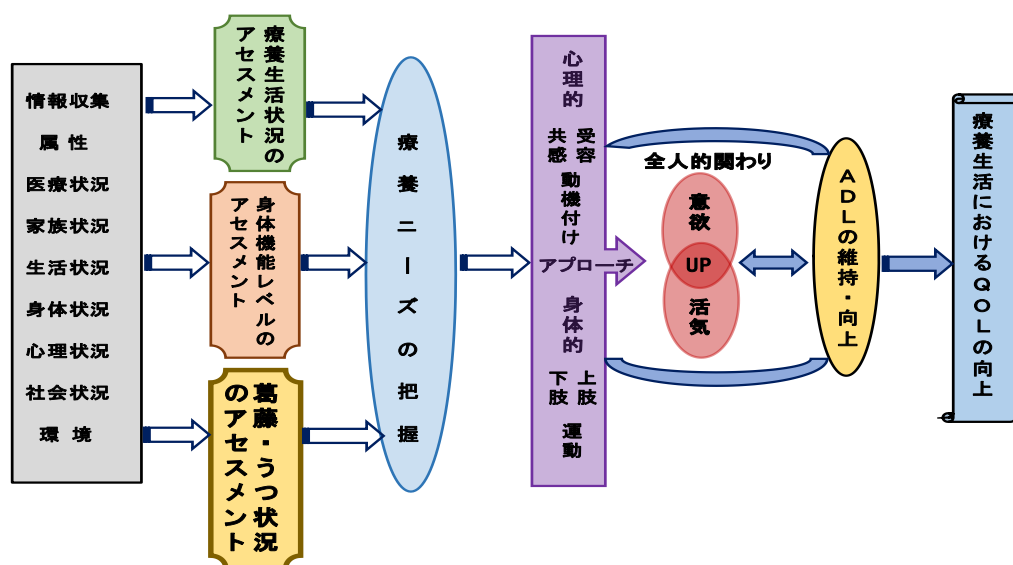 情報収集
属性
医療状況
家族状況
生活状況
身体状況
心理状況
社会状況
環境
療養生活状況の
アセスメント
身体機能レベルの
アセスメント
葛藤・うつ状況
のアセスメント
療養ニーズの把握
心理的
受容
共感
動機付け
アプローチ
身体的
上肢
下肢
運動
全人的関わり
意欲
UP
活気
ADLの維持・向上
療養生活におけるQOLの向上